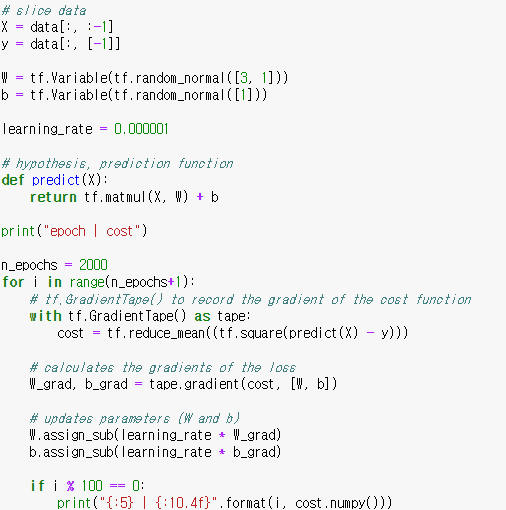 # slice data
X = data[:, :-1]
y = data[:, [-1]]

W = tf.Variable(tf.random_normal([3, 1]))
b = tf.Variable(tf.random_normal([1]))

learning_rate = 0.000001

# hypothesis, prediction function
def predict(X):
    return tf.matmul(X, W) + b

print("epoch | cost")

n_epochs = 2000
for i in range(n_epochs+1):
    # tf.GradientTape() to record the gradient of the cost function
    with tf.GradientTape() as tape:
        cost = tf.reduce_mean((tf.square(predict(X) - y)))

    # calculates the gradients of the loss
    W_grad, b_grad = tape.gradient(cost, [W, b])

    # updates parameters (W and b)
    W.assign_sub(learning_rate * W_grad)
    b.assign_sub(learning_rate * b_grad)

    if i % 100 == 0:
        print("{:5} | {:10.4f}".format(i, cost.numpy()))